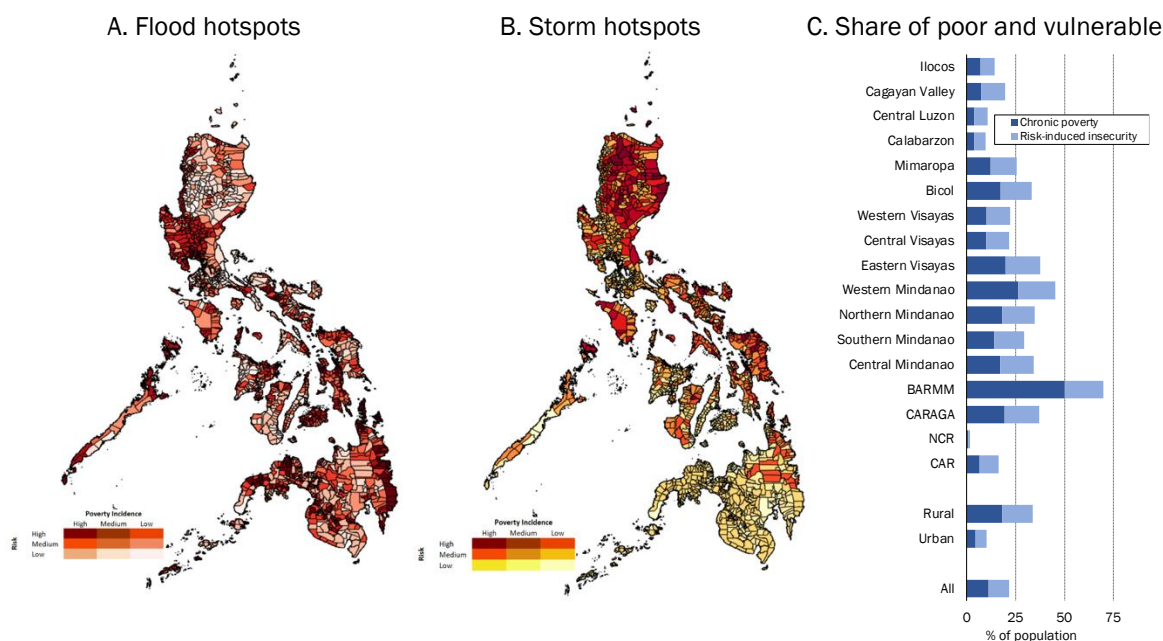 A. Flood hotspots
Poverty Incidence
High Medium Low
Risk
High
Medium
Low
B. Storm hotspots
Poverty Incidence
High Medium Low
Risk
High
Medium
Low
C. Share of poor and vulnerable
Chronic poverty
Risk-induced insecurity
Ilocos
Cagayan Valley
Central Luzon
Calabarzon
Mimaropa
Bicol
Western Visayas
Central Visayas
Eastern Visayas
Western Mindanao
Northern Mindanao
Southern Mindanao
Central Mindanao
BARMM
CARAGA
NCR
CAR
Rural
Urban
All
0 25 50 75
% of population